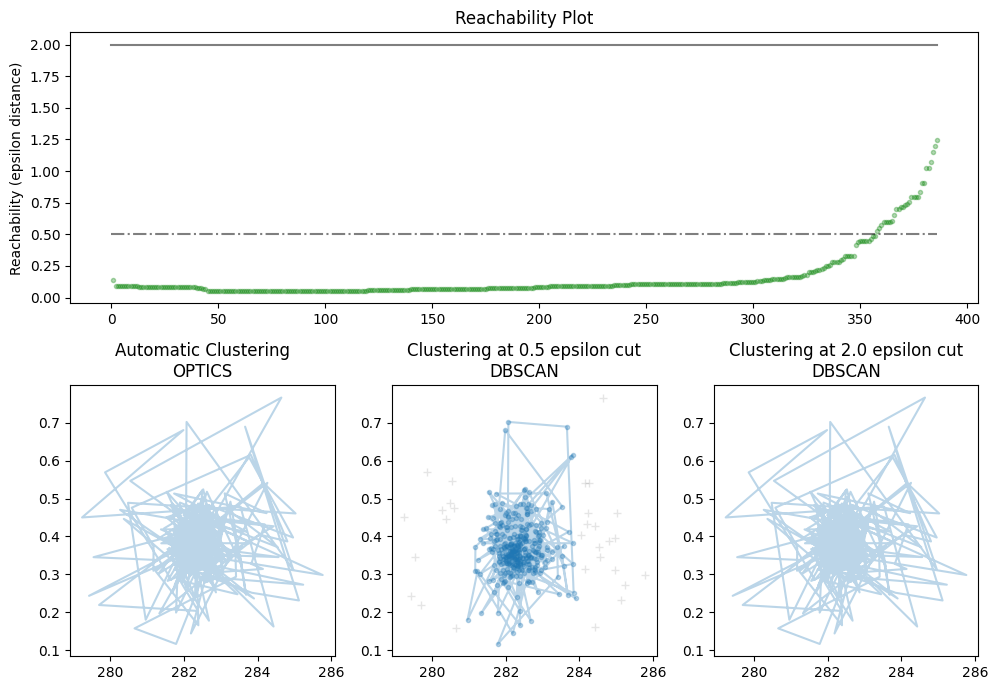 Reachability Plot
Reachability (epsilon distance)
2.00
1.75
1.50
1.25
1.00
0.75
0.50
0.25
0.00
0 50 100 150 200 250 300 350 400
Automatic Clustering
OPTICS
0.7
0.6
0.5
0.4
0.3
0.2
0.1
280 282 284 286
Clustering at 0.5 epsilon cut
DBSCAN
0.7
0.6
0.5
0.4
0.3
0.2
0.1
280 282 284 286
Clustering at 2.0 epsilon cut
DBSCAN
0.7
0.6
0.5
0.4
0.3
0.2
0.1
280 282 284 286